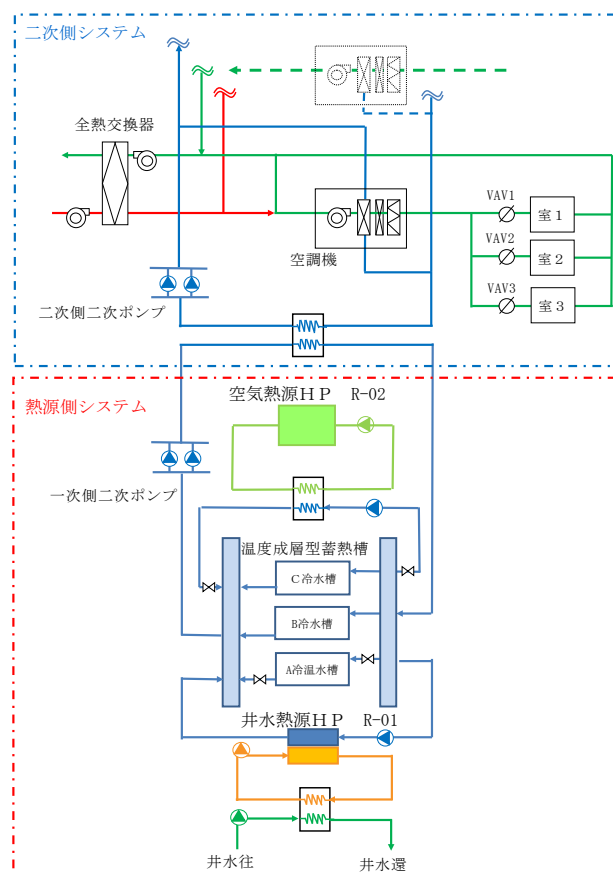 二次側システム
全熱交換器
VAV1
室１
空調機
VAV2
室２
VAV3
室３
二次側二次ポンプ
熱源側システム
空気熱源ＨＰ R-02
一次側二次ポンプ
温度成層型蓄熱槽
Ｃ冷水槽
B冷水槽
A冷温水槽
井水熱源ＨＰ R-01
井水往
井水還